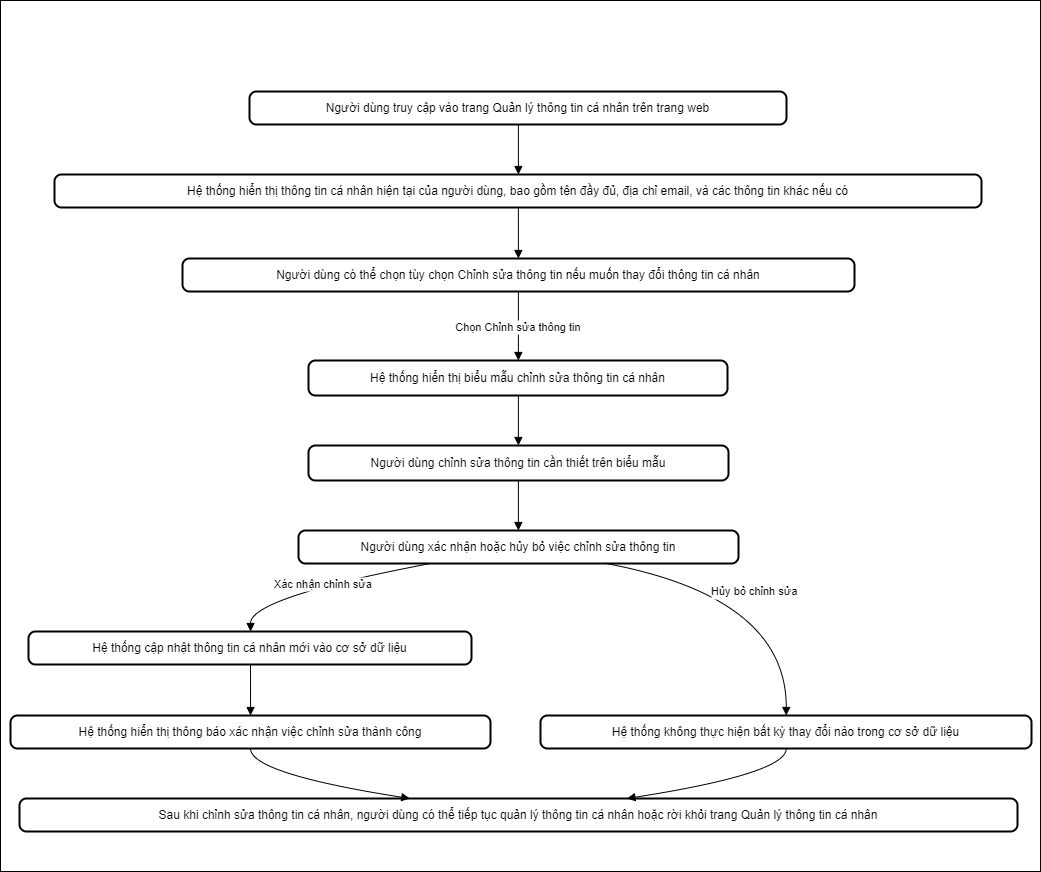 Người dùng truy cập vào trang Quản lý thông tin cá nhân trên trang web
Hệ thống hiển thị thông tin cá nhân hiện tại của người dùng, bao gồm tên đầy đủ, địa chỉ email, và các thông tin khác nếu có
Người dùng có thể chọn tùy chọn Chỉnh sửa thông tin nếu muốn thay đổi thông tin cá nhân
Chọn Chỉnh sửa thông tin
Hệ thống hiển thị biểu mẫu chỉnh sửa thông tin cá nhân
Người dùng chỉnh sửa thông tin cần thiết trên biểu mẫu
Người dùng xác nhận hoặc hủy bỏ việc chỉnh sửa thông tin
Xác nhận chỉnh sửa
Hủy bỏ chỉnh sửa
Hệ thống cập nhật thông tin cá nhân mới vào cơ sở dữ liệu
Hệ thống hiển thị thông báo xác nhận việc chỉnh sửa thành công
Hệ thống không thực hiện bất kỳ thay đổi nào trong cơ sở dữ liệu
Sau khi chỉnh sửa thông tin cá nhân, người dùng có thể tiếp tục quản lý thông tin cá nhân hoặc rời khỏi trang Quản lý thông tin cá nhân